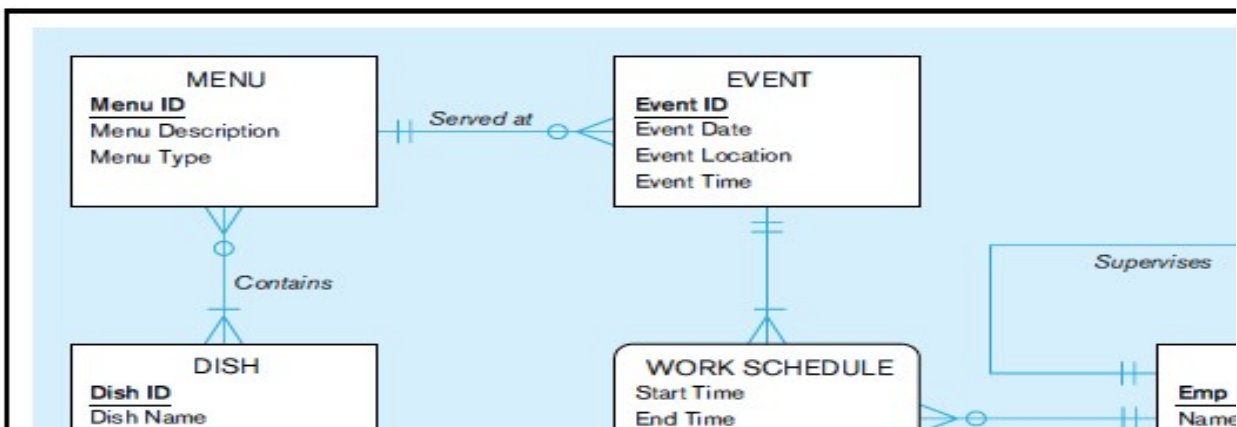 MENU
Menu ID
Menu Description
Menu Type
Served at
EVENT
Event ID
Event Date
Event Location
Event Time
Contains
Supervises
DISH
Dish ID
Dish Name
WORK SCHEDULE
Start Time
End Time
Emp
Name